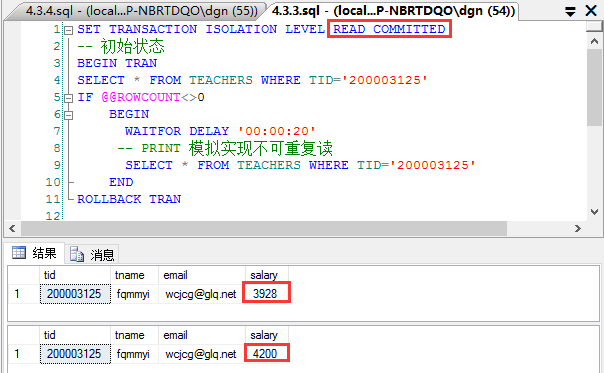 4.3.4.sql - (local...P-NBRTDQO\dgn (55)) 4.3.3.sql - (local...P-NBRTDQO\dgn (54))
1 SET TRANSACTION ISOLATION LEVEL READ COMMITTED
2 -- 初始状态
3 BEGIN TRAN
4 SELECT * FROM TEACHERS WHERE TID='200003125'
5 IF @@ROWCOUNT<>0
6 BEGIN
7 WAITFOR DELAY '00:00:20'
8 -- PRINT 模拟实现不可重复读
9 SELECT * FROM TEACHERS WHERE TID='200003125'
10 END
11 ROLLBACK TRAN
12
结果 消息
tid tname email salary
1 200003125 fqmmyi wcjcg@glq.net 3928
tid tname email salary
1 200003125 fqmmyi wcjcg@glq.net 4200